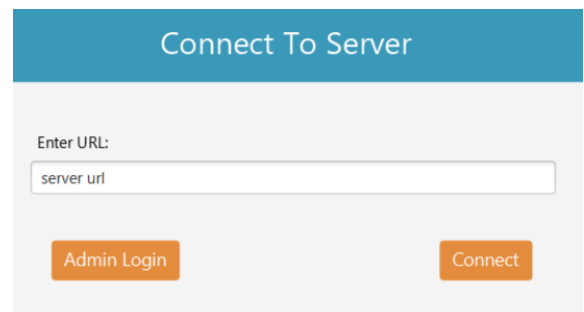 Connect To Server
Enter URL:
server url
Admin Login
Connect